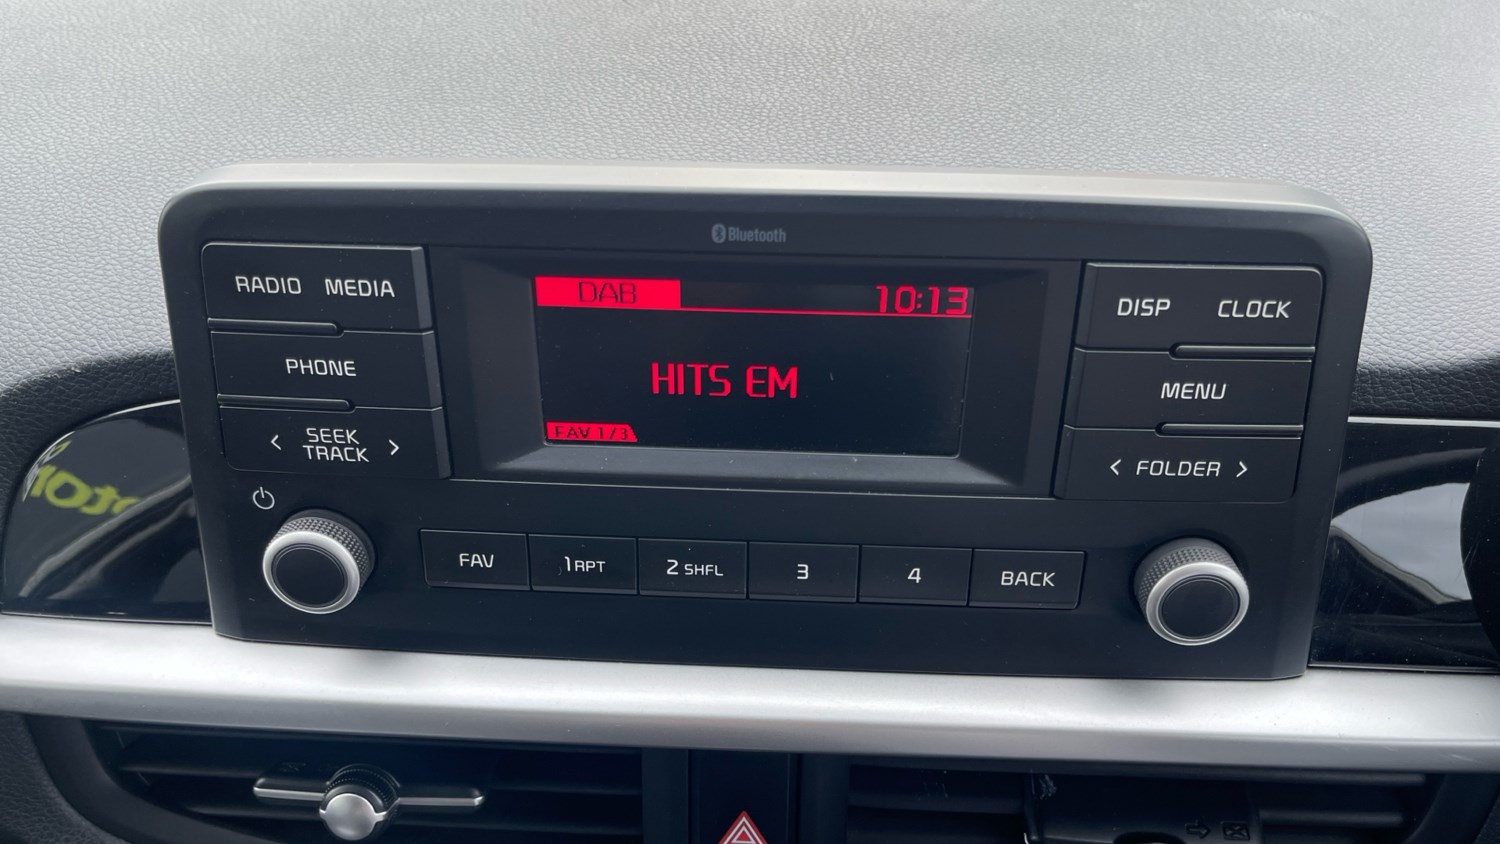 Bluetooth
RADIO MEDIA
DAB 10:13
DISP CLOCK
PHONE
HITS EM
MENU
< SEEK TRACK >
FAV 1/3
< FOLDER >
FAV
1 RPT
2 SHFL
3
4
BACK